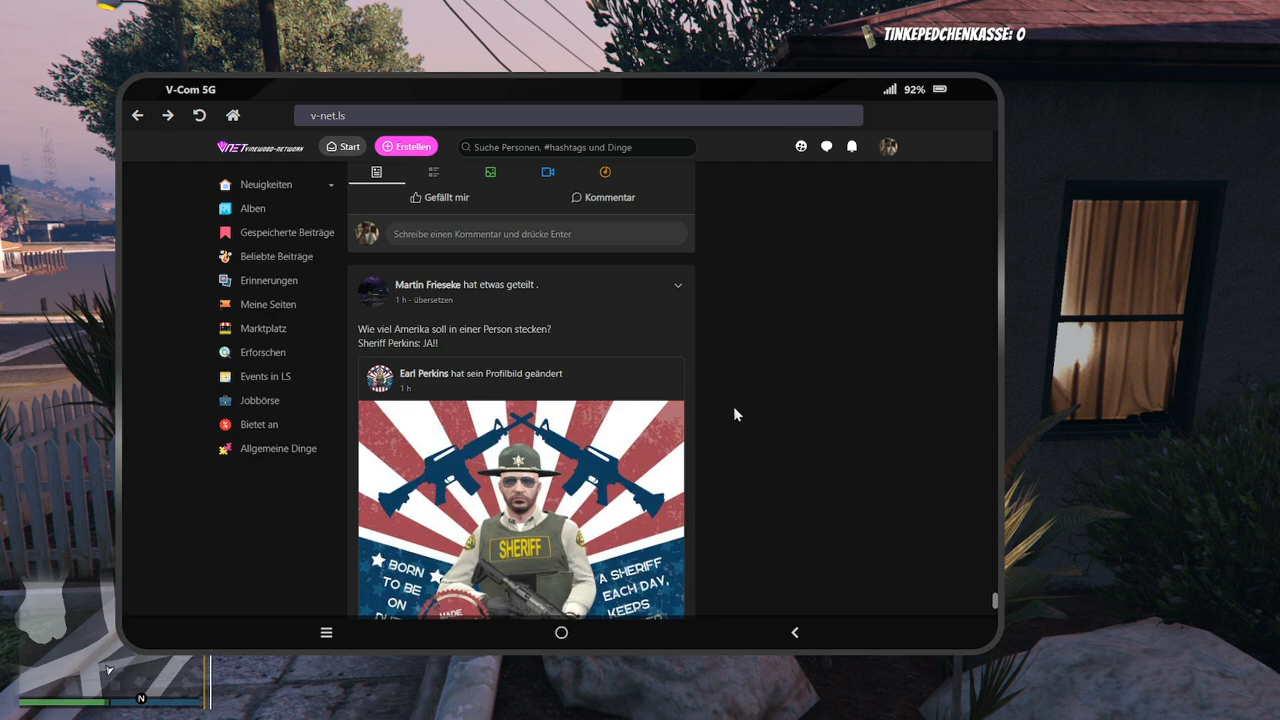 TINKEPEDCHENKASSE: 0
V-Com 5G
92%
v-net.ls
VNET VINEWOOD-NETWORK
Start
Erstellen
Suche Personen, #hashtags und Dinge
Neuigkeiten
Alben
Gespeicherte Beiträge
Beliebte Beiträge
Erinnerungen
Meine Seiten
Marktplatz
Erforschen
Events in LS
Jobbörse
Bietet an
Allgemeine Dinge
Gefällt mir
Kommentar
Schreibe einen Kommentar und drücke Enter
Martin Frieseke hat etwas geteilt .
1 h - übersetzen
Wie viel Amerika soll in einer Person stecken?
Sheriff Perkins: JA!!
Earl Perkins hat sein Profilbild geändert
1 h
SHERIFF
BORN
TO BE
ON
A SHERIFF
EACH DAY,
KEEPS
MADE
N